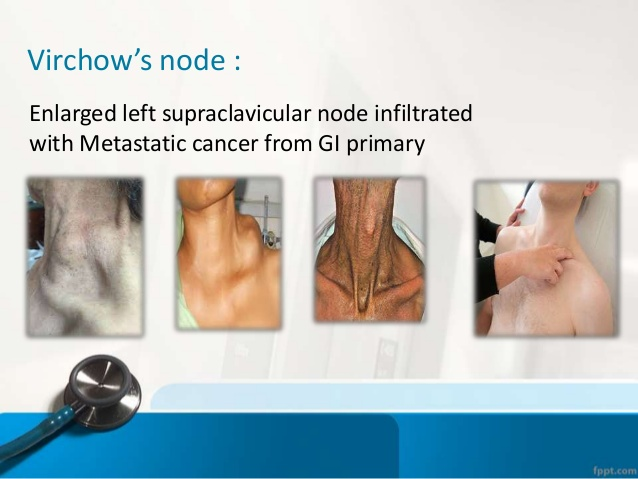 Virchow’s node :
Enlarged left supraclavicular node infiltrated
with Metastatic cancer from GI primary
fppt.com